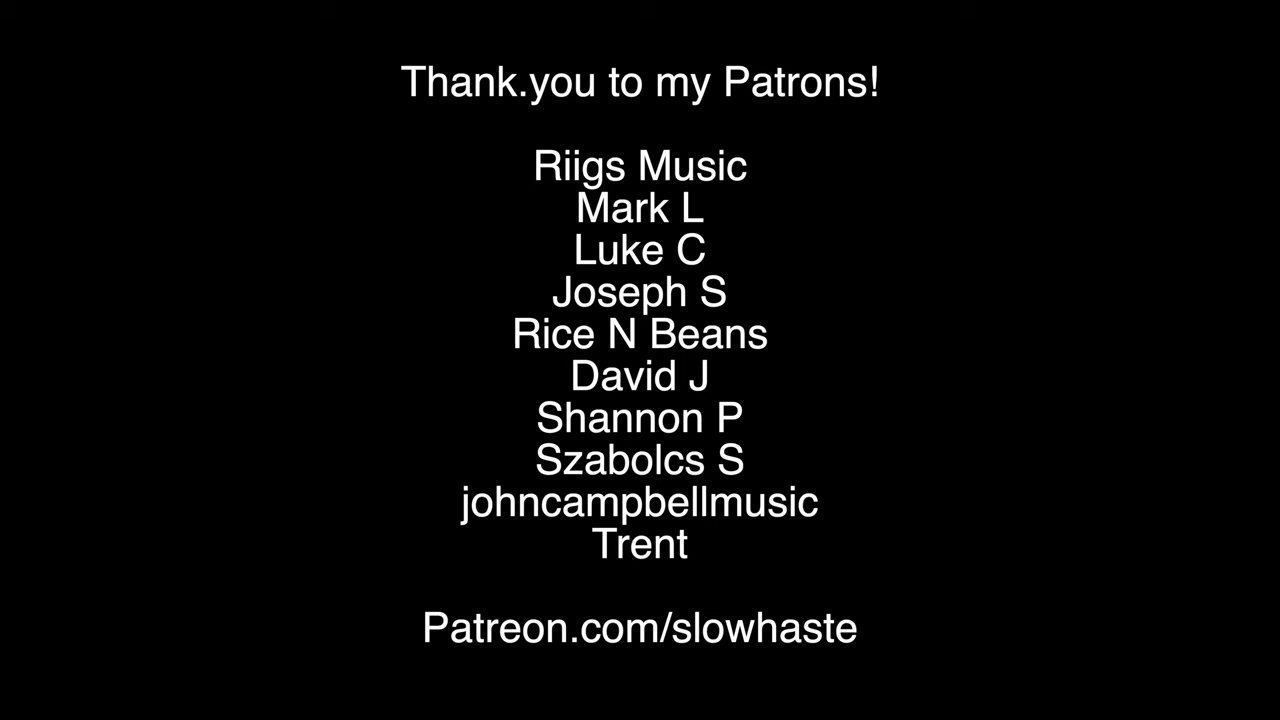 Thank.you to my Patrons!
Riigs Music
Mark L
Luke C
Joseph S
Rice N Beans
David J
Shannon P
Szabolcs S
johncampbellmusic
Trent
Patreon.com/slowhaste